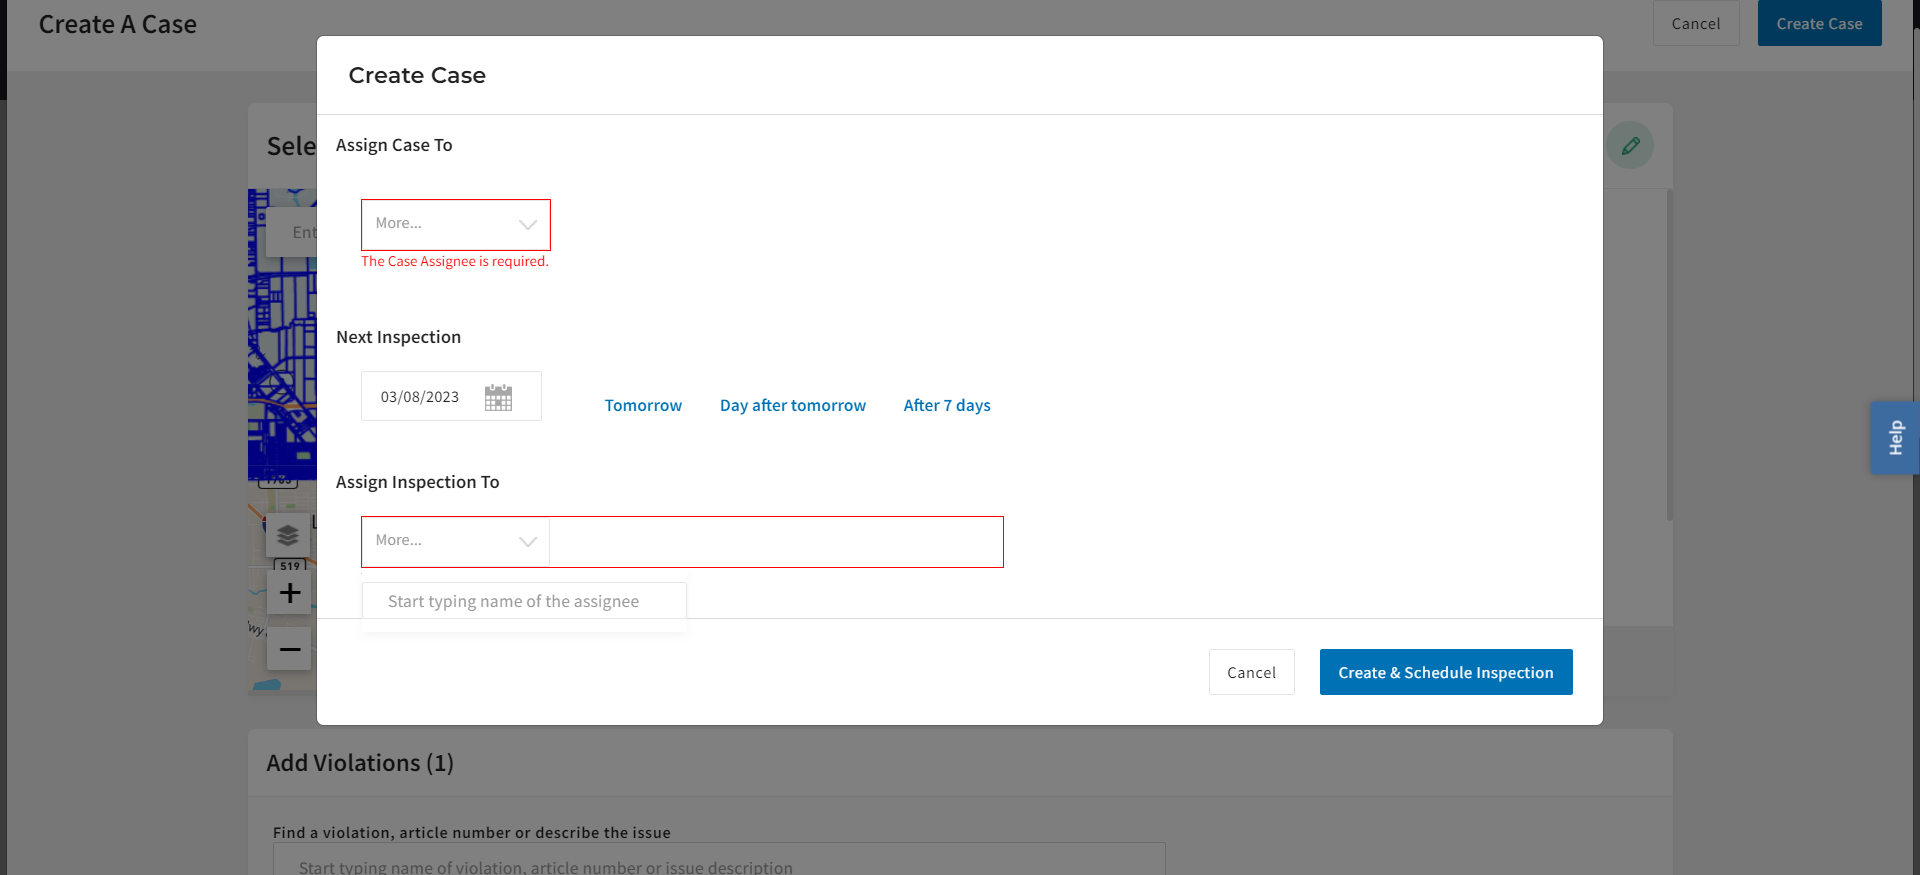 Create A Case
Cancel
Create Case
Create Case
Sele
Assign Case To
Ent
More...
The Case Assignee is required.
Next Inspection
03/08/2023
Tomorrow
Day after tomorrow
After 7 days
Help
Assign Inspection To
More...
519
Start typing name of the assignee
Cancel
Create & Schedule Inspection
Add Violations (1)
Find a violation, article number or describe the issue
Start typing name of violation, article number or issue description